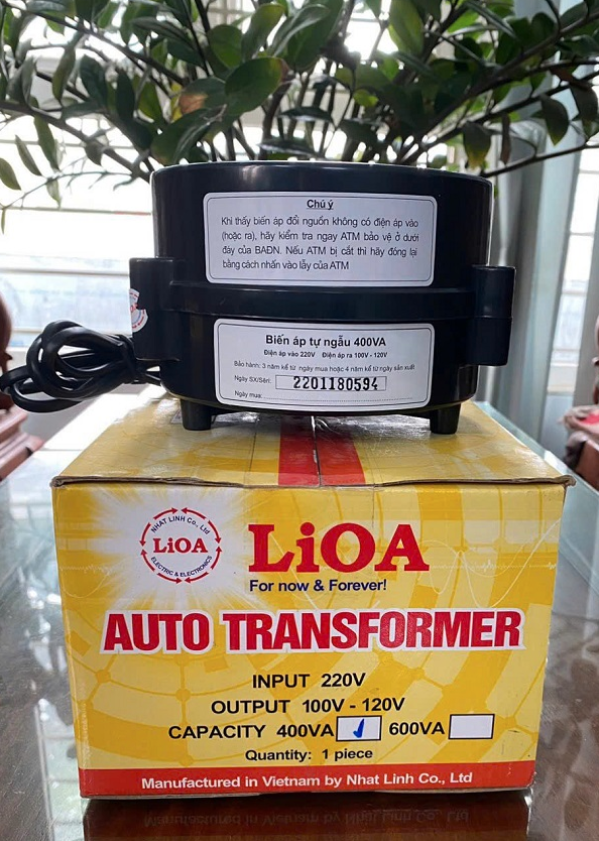 Chú ý
Khi thấy biến áp đổi nguồn không có điện áp vào
(hoặc ra), hãy kiểm tra ngay ATM bảo vệ ở dưới
đáy của BAĐN. Nếu ATM bị cắt thì hãy đóng lại
bằng cách nhấn vào lẫy của ATM
Biến áp tự ngẫu 400VA
Điện áp vào 220V Điện áp ra 100V - 120V
Bảo hành: 3 năm kể từ ngày mua hoặc 4 năm kể từ ngày sản xuất
Ngày SX/Seri: 2201180594
Ngày mua:
NHAT LINH Co., Ltd
LiOA
ELECTRIC & ELECTRONICS
LiOA
For now & Forever!
AUTO TRANSFORMER
INPUT 220V
OUTPUT 100V - 120V
CAPACITY 400VA 600VA
Quantity: 1 piece
Manufactured in Vietnam by Nhat Linh Co., Ltd